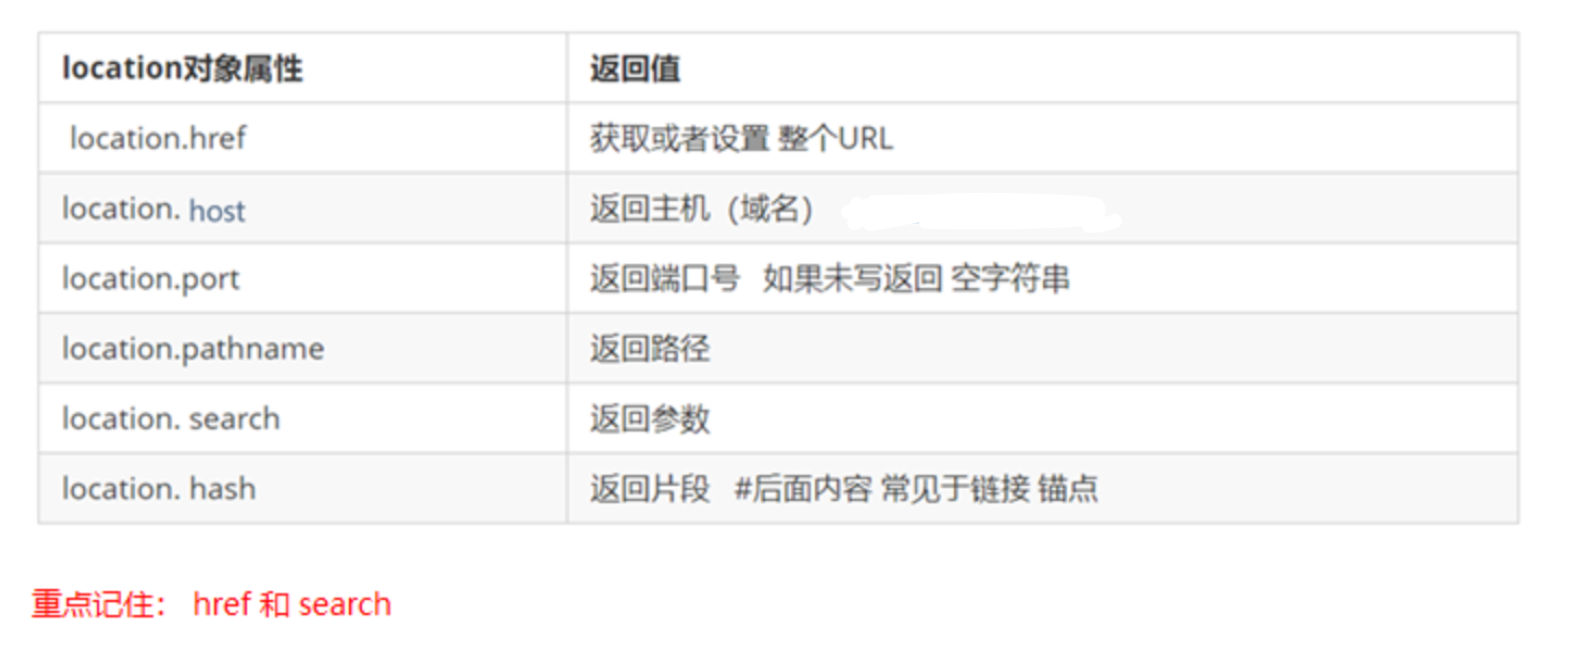 location对象属性 返回值
location.href 获取或者设置 整个URL
location. host 返回主机（域名）
location.port 返回端口号 如果未写返回 空字符串
location.pathname 返回路径
location. search 返回参数
location. hash 返回片段 #后面内容 常见于链接 锚点
重点记住： href 和 search